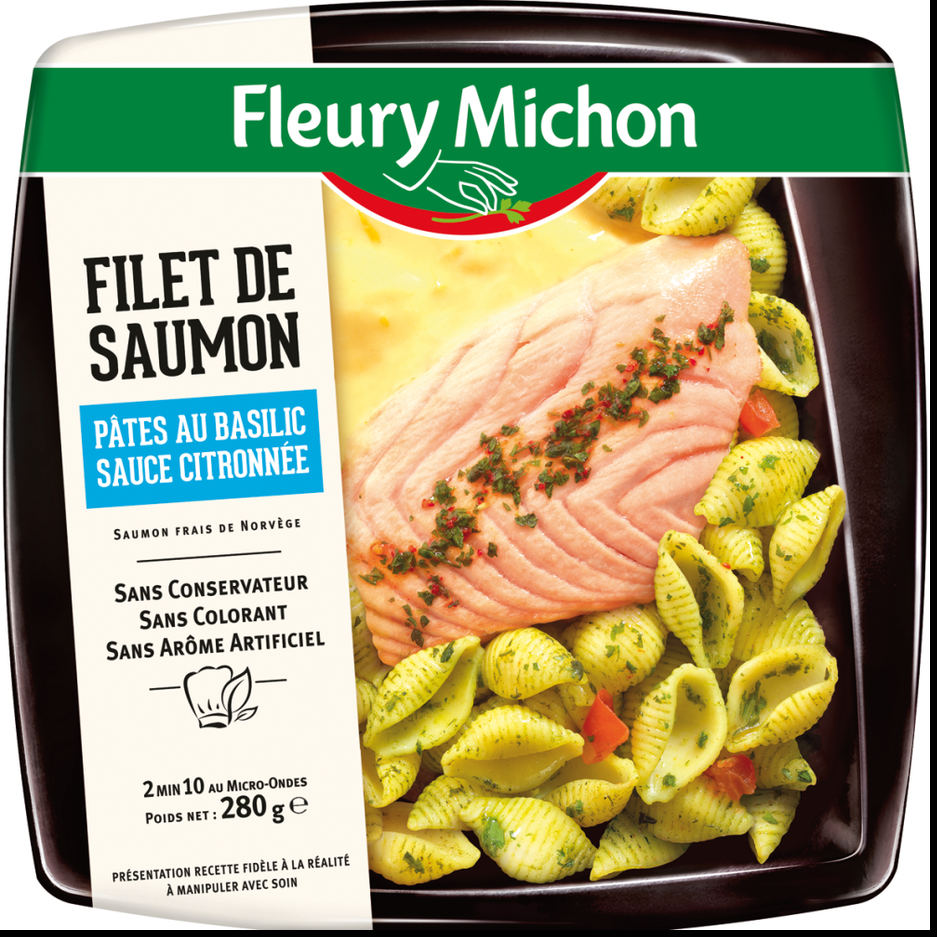 Fleury Michon
FILET DE
SAUMON
PÂTES AU BASILIC
SAUCE CITRONNÉE
SAUMON FRAIS DE NORVÈGE
SANS CONSERVATEUR
SANS COLORANT
SANS ARÔME ARTIFICIEL
2 MIN 10 AU MICRO-ONDES
POIDS NET : 280 g ℮
PRÉSENTATION RECETTE FIDÈLE À LA RÉALITÉ
À MANIPULER AVEC SOIN